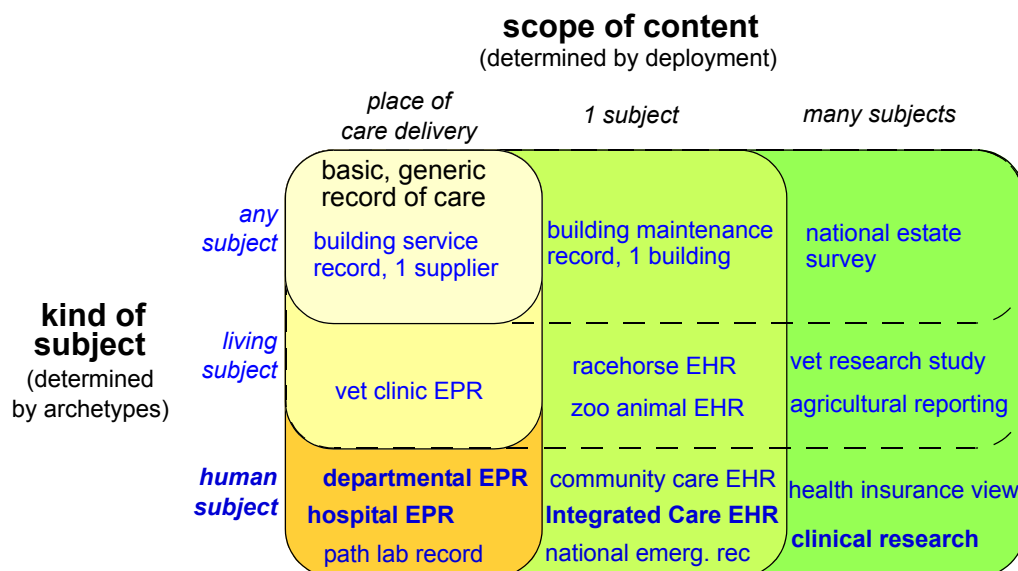 scope of content
(determined by deployment)
place of
care delivery
1 subject
many subjects
basic, generic
record of care
any
subject
building service
record, 1 supplier
building maintenance
record, 1 building
national estate
survey
kind of
subject
(determined
by archetypes)
living
subject
vet clinic EPR
racehorse EHR
zoo animal EHR
vet research study
agricultural reporting
human
subject
departmental EPR
hospital EPR
path lab record
community care EHR
Integrated Care EHR
national emerg. rec
health insurance view
clinical research